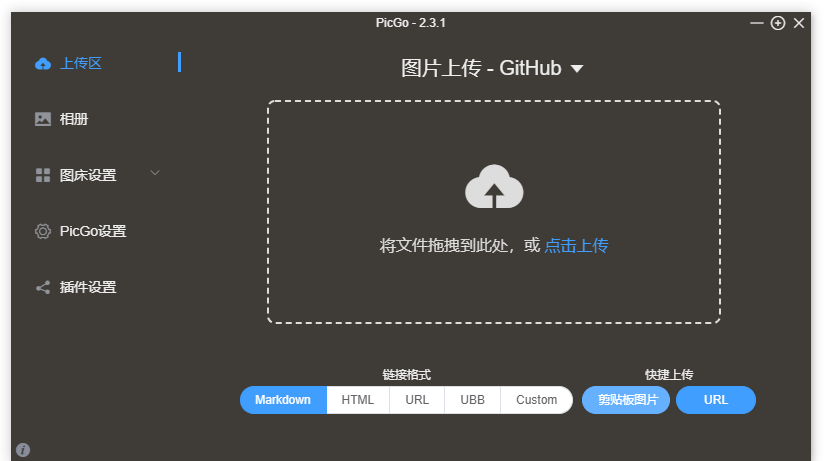 PicGo - 2.3.1
上传区
相册
图床设置
PicGo设置
插件设置
图片上传 - GitHub
将文件拖拽到此处，或 点击上传
链接格式
Markdown HTML URL UBB Custom
快捷上传
剪贴板图片 URL